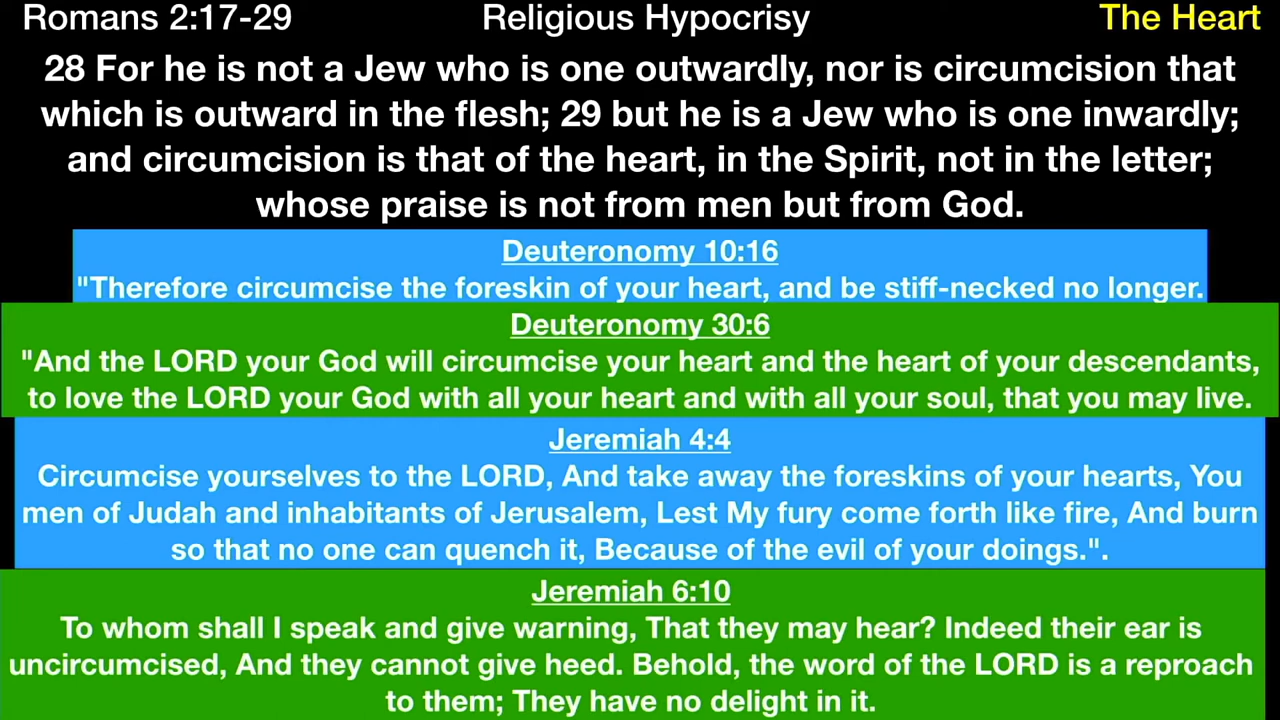 Romans 2:17-29 Religious Hypocrisy The Heart
28 For he is not a Jew who is one outwardly, nor is circumcision that
which is outward in the flesh; 29 but he is a Jew who is one inwardly;
and circumcision is that of the heart, in the Spirit, not in the letter;
whose praise is not from men but from God.
Deuteronomy 10:16
"Therefore circumcise the foreskin of your heart, and be stiff-necked no longer.
Deuteronomy 30:6
"And the LORD your God will circumcise your heart and the heart of your descendants,
to love the LORD your God with all your heart and with all your soul, that you may live.
Jeremiah 4:4
Circumcise yourselves to the LORD, And take away the foreskins of your hearts, You
men of Judah and inhabitants of Jerusalem, Lest My fury come forth like fire, And burn
so that no one can quench it, Because of the evil of your doings.".
Jeremiah 6:10
To whom shall I speak and give warning, That they may hear? Indeed their ear is
uncircumcised, And they cannot give heed. Behold, the word of the LORD is a reproach
to them; They have no delight in it.